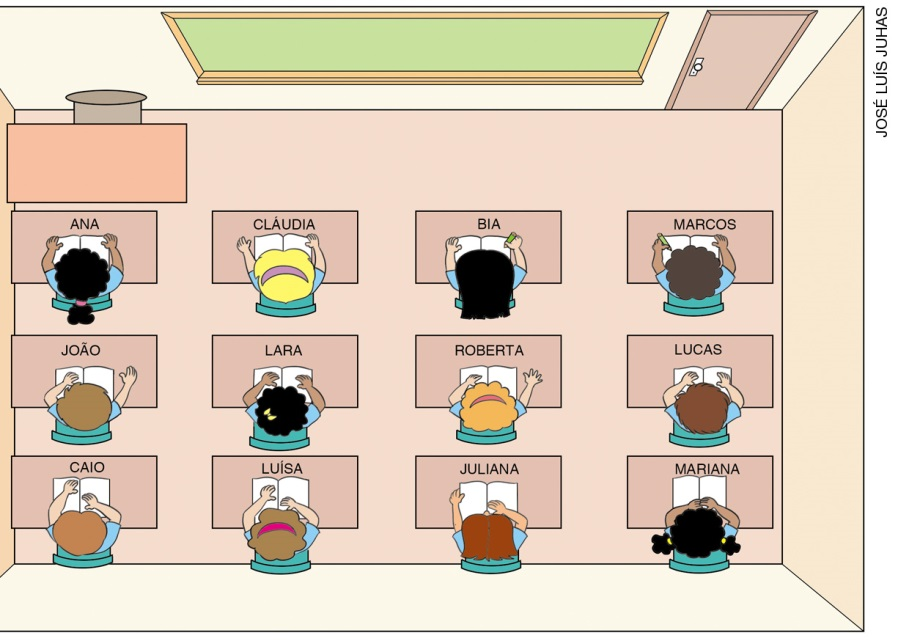 ANA
CLÁUDIA
BIA
MARCOS
JOÃO
LARA
ROBERTA
LUCAS
CAIO
LUÍSA
JULIANA
MARIANA
JOSÉ LUÍS JUHAS